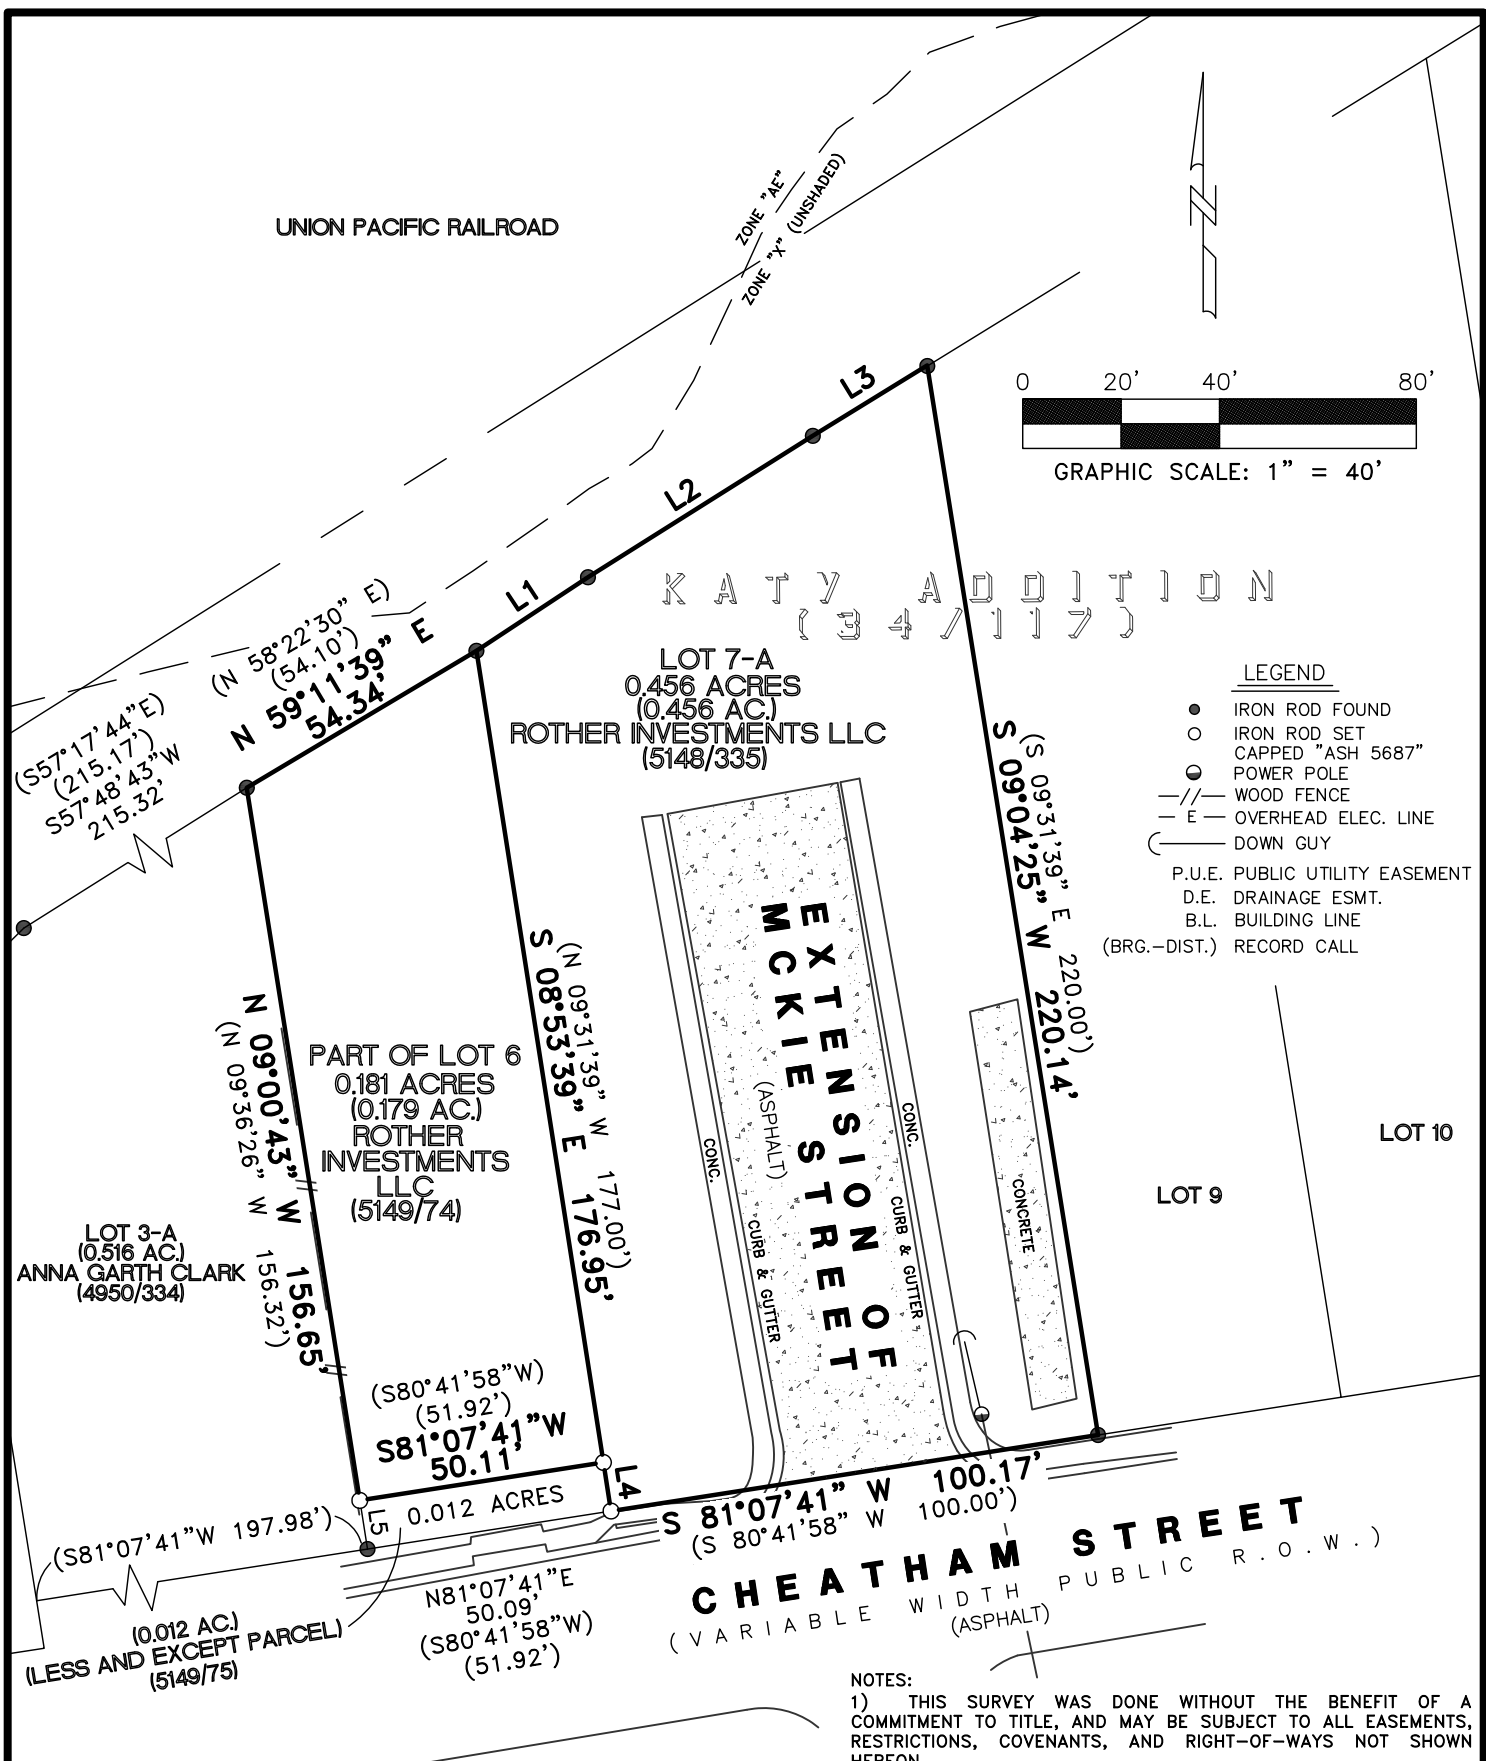 UNION PACIFIC RAILROAD
ZONE "AE"
ZONE "X" (UNSHADED)
N
0 20' 40' 80'
GRAPHIC SCALE: 1" = 40'
L3
L2
L1
KATY ADDITION
(34/117)
LOT 7-A
0.456 ACRES
(0.456 AC.)
ROTHER INVESTMENTS LLC
(5148/335)
(N 58°22'30" E)
(54.10')
N 59°11'39" E
54.34'
(S57°17'44"E)
(215.17')
S57°48'43"W
215.32'
LEGEND
IRON ROD FOUND
IRON ROD SET
CAPPED "ASH 5687"
POWER POLE
—//— WOOD FENCE
— E — OVERHEAD ELEC. LINE
DOWN GUY
P.U.E. PUBLIC UTILITY EASEMENT
D.E. DRAINAGE ESMT.
B.L. BUILDING LINE
(BRG.-DIST.) RECORD CALL
(S 09°31'39" E 220.00')
S 09°04'25" W 220.14'
(N 09°31'39" W 177.00')
S 08°53'39" E 176.95'
N 09°00'43" W 156.65'
(N 09°36'26" W 156.32')
PART OF LOT 6
0.181 ACRES
(0.179 AC.)
ROTHER
INVESTMENTS
LLC
(5149/74)
EXTENSION OF
MCKIE STREET
(ASPHALT)
CONC.
CONC.
CURB & GUTTER
CURB & GUTTER
CONCRETE
LOT 10
LOT 9
LOT 3-A
(0.516 AC.)
ANNA GARTH CLARK
(4950/334)
(S80°41'58"W)
(51.92')
S81°07'41"W
50.11'
L4
L5
0.012 ACRES
(S81°07'41"W 197.98')
S 81°07'41" W 100.17'
(S 80°41'58" W 100.00')
CHEATHAM STREET
(VARIABLE WIDTH PUBLIC R.O.W.)
(ASPHALT)
N81°07'41"E
50.09'
(S80°41'58"W)
(51.92')
(0.012 AC.)
(LESS AND EXCEPT PARCEL)
(5149/75)
NOTES:
1) THIS SURVEY WAS DONE WITHOUT THE BENEFIT OF A
COMMITMENT TO TITLE, AND MAY BE SUBJECT TO ALL EASEMENTS,
RESTRICTIONS, COVENANTS, AND RIGHT-OF-WAYS NOT SHOWN
HEREON